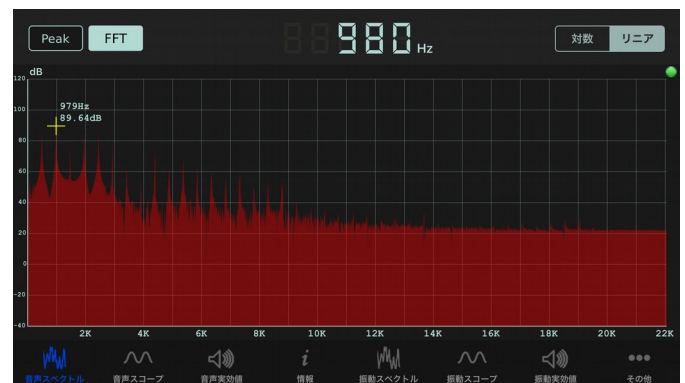 Peak
FFT
980 Hz
対数
リニア
dB
120
100
80
60
40
20
0
-20
-40
979Hz
89.64dB
2K
4K
6K
8K
10K
12K
14K
16K
18K
20K
22K
音声スペクトル
音声スコープ
音声実効値
情報
振動スペクトル
振動スコープ
振動実効値
その他